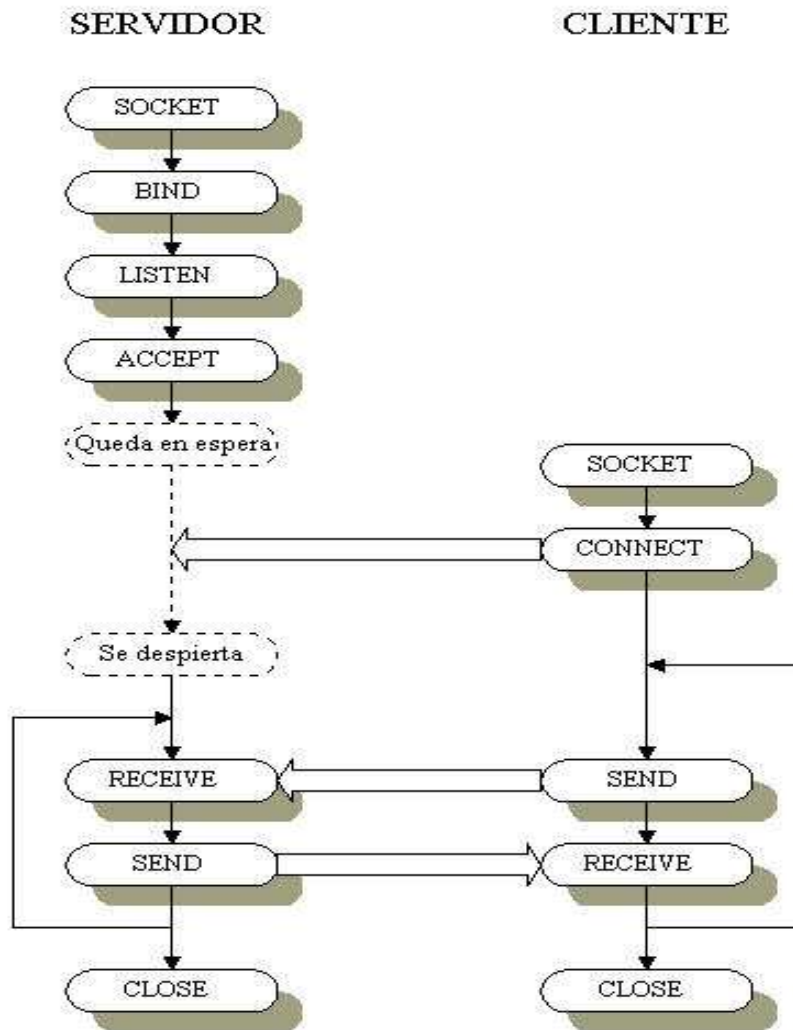 SERVIDOR
CLIENTE
SOCKET
BIND
LISTEN
ACCEPT
Queda en espera
SOCKET
CONNECT
Se despierta
RECEIVE
SEND
SEND
RECEIVE
CLOSE
CLOSE